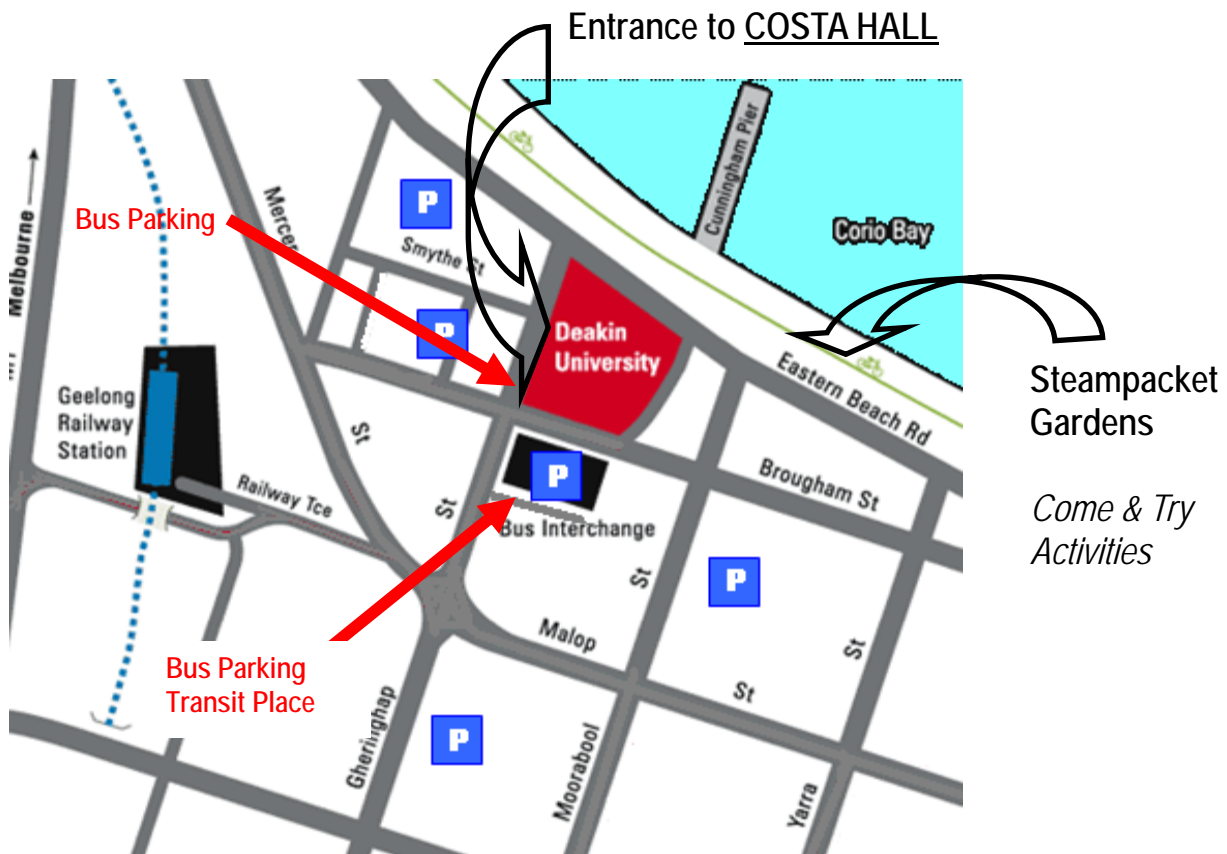 Entrance to COSTA HALL
Cunningham Pier
Corio Bay
Melbourne
Mercer
St
Bus Parking
P
Smythe St
P
Deakin
University
Eastern Beach Rd
Steampacket
Gardens
Come & Try
Activities
Geelong
Railway
Station
Railway Tce
P
Bus Interchange
Brougham St
P
St
St
St
Malop
St
Bus Parking
Transit Place
Gheringhap
P
Moorabool
Yarra